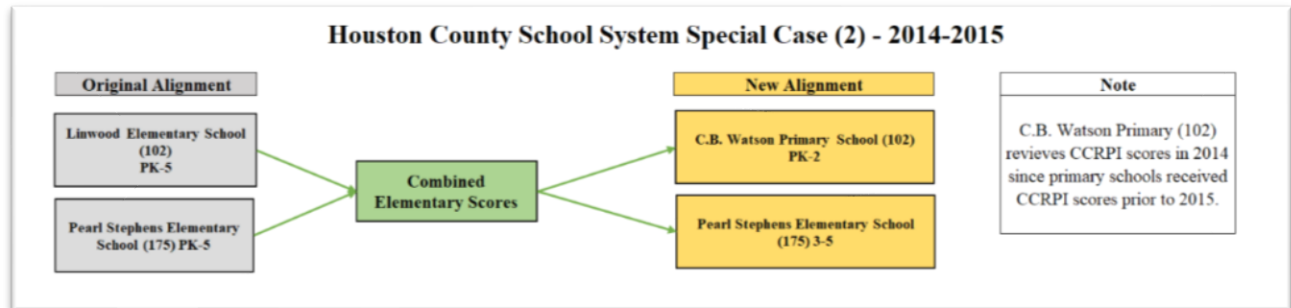 Houston County School System Special Case (2) - 2014-2015
Original Alignment
Linwood Elementary School
(102)
PK-5
Pearl Stephens Elementary
School (175) PK-5
Combined
Elementary Scores
New Alignment
C.B. Watson Primary School (102)
PK-2
Pearl Stephens Elementary School
(175) 3-5
Note
C.B. Watson Primary (102)
revieves CCRPI scores in 2014
since primary schools received
CCRPI scores prior to 2015.